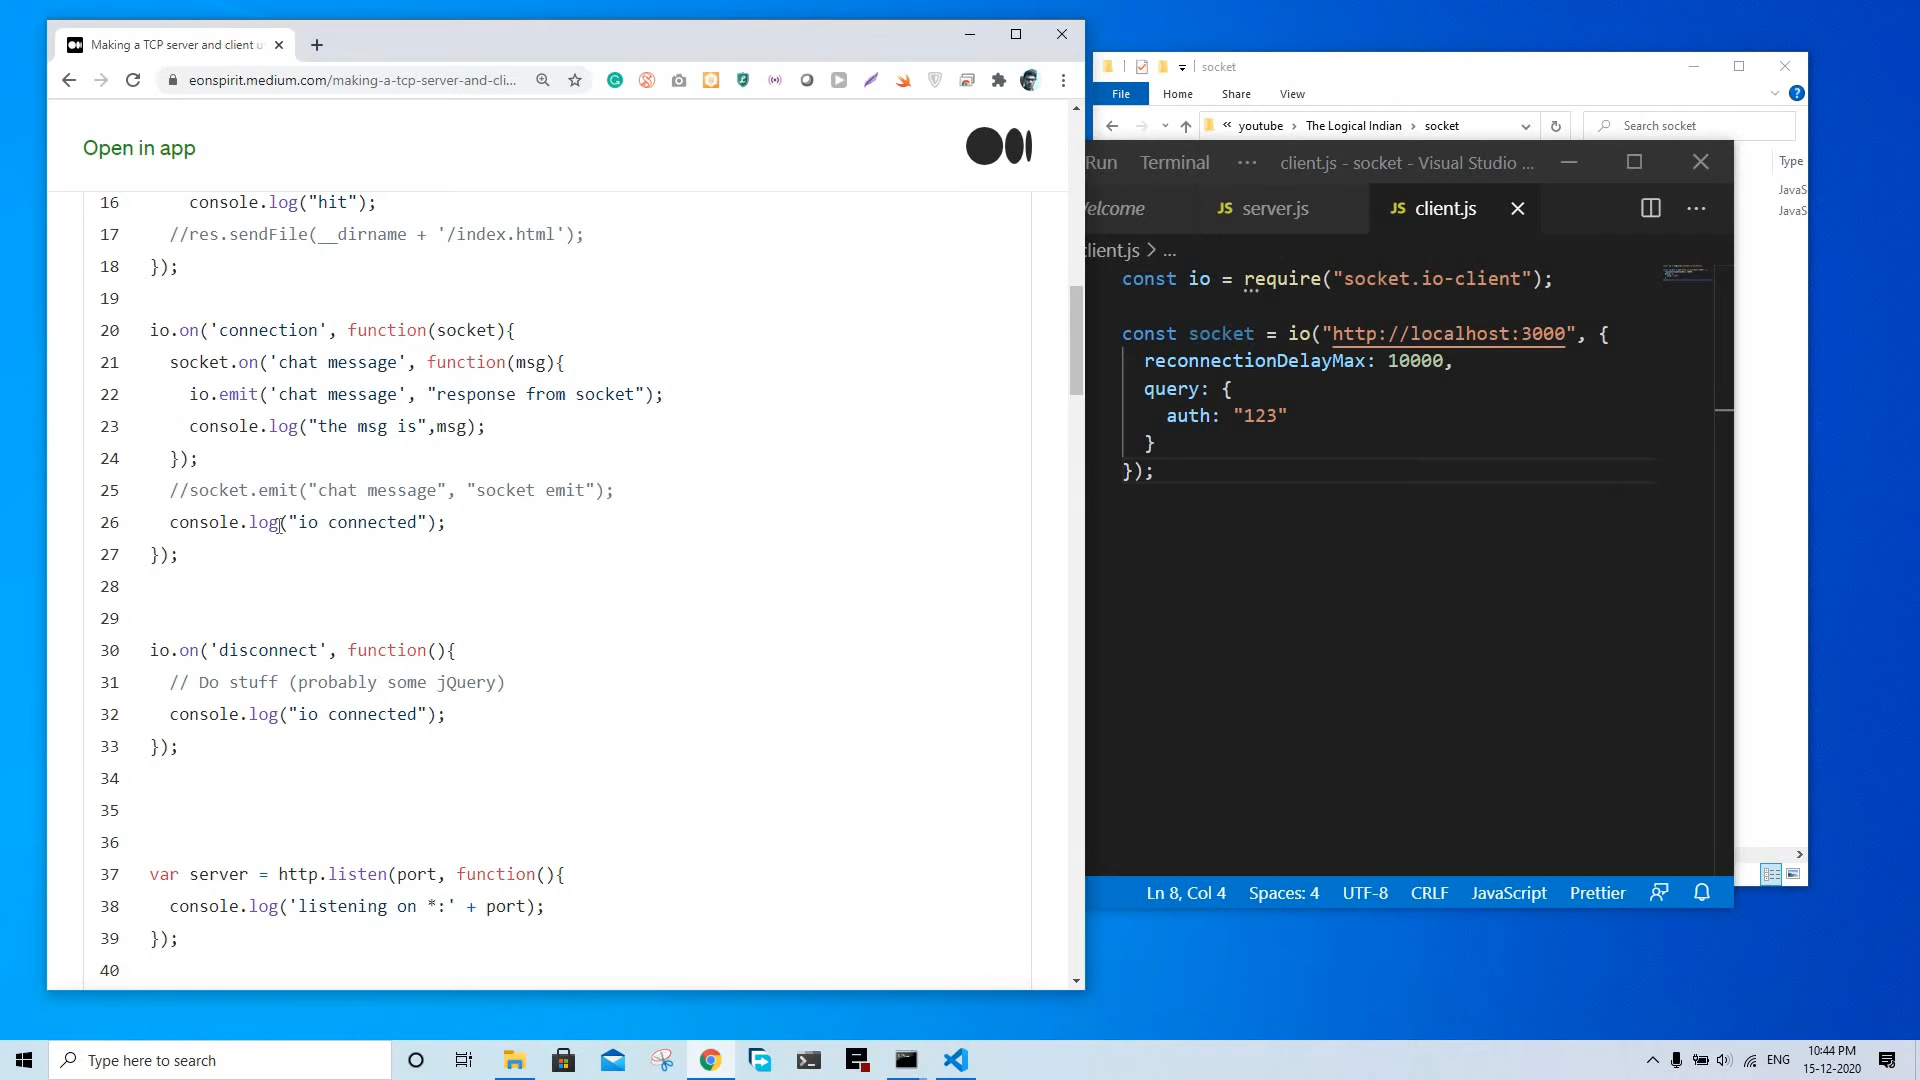 Making a TCP server and client u
eonspirit.medium.com/making-a-tcp-server-and-cli...
Open in app
16 console.log("hit");
17 //res.sendFile(__dirname + '/index.html');
18 });
19
20 io.on('connection', function(socket){
21 socket.on('chat message', function(msg){
22 io.emit('chat message', "response from socket");
23 console.log("the msg is",msg);
24 });
25 //socket.emit("chat message", "socket emit");
26 console.log("io connected");
27 });
28
29
30 io.on('disconnect', function(){
31 // Do stuff (probably some jQuery)
32 console.log("io connected");
33 });
34
35
36
37 var server = http.listen(port, function(){
38 console.log('listening on *:' + port);
39 });
40
socket
File Home Share View
« youtube > The Logical Indian > socket
Search socket
Type
JavaS
JavaS
Run Terminal ··· client.js - socket - Visual Studio ...
elcome JS server.js JS client.js
lient.js > ...
const io = require("socket.io-client");
const socket = io("http://localhost:3000", {
reconnectionDelayMax: 10000,
query: {
auth: "123"
}
});
Ln 8, Col 4 Spaces: 4 UTF-8 CRLF JavaScript Prettier
Type here to search
ENG
10:44 PM
15-12-2020